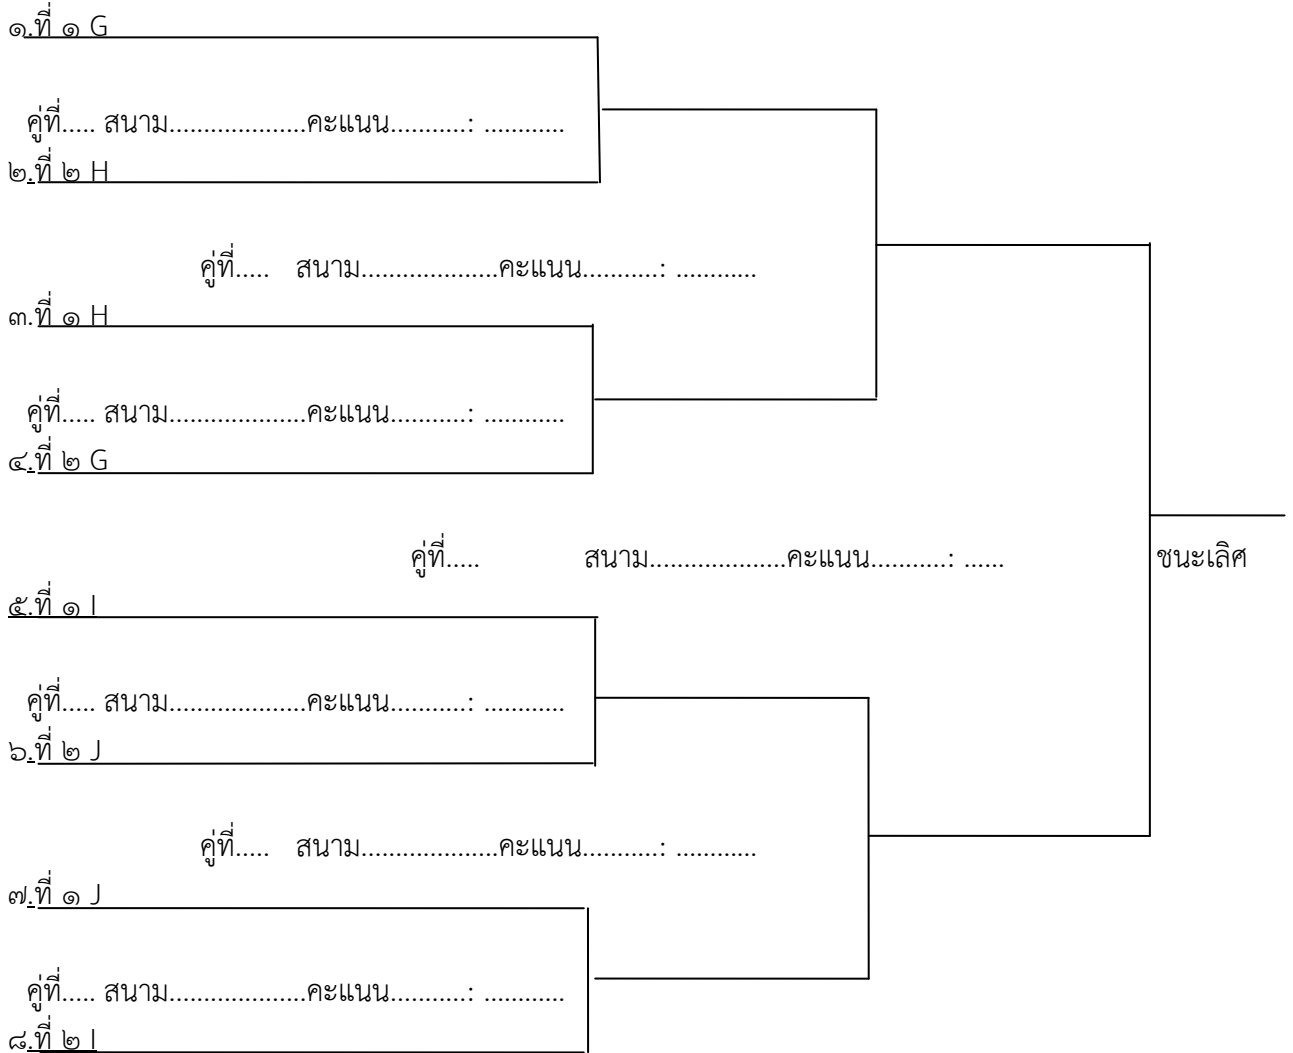 ๑.ที่ ๑ G
คู่ที่..... สนาม....................คะแนน...........: ............
๒.ที่ ๒ H
คู่ที่..... สนาม....................คะแนน...........: ............
๓.ที่ ๑ H
คู่ที่..... สนาม....................คะแนน...........: ............
๔.ที่ ๒ G
คู่ที่..... สนาม....................คะแนน...........: ...... ชนะเลิศ
๕.ที่ ๑ I
คู่ที่..... สนาม....................คะแนน...........: ............
๖.ที่ ๒ J
คู่ที่..... สนาม....................คะแนน...........: ............
๗.ที่ ๑ J
คู่ที่..... สนาม....................คะแนน...........: ............
๘.ที่ ๒ I